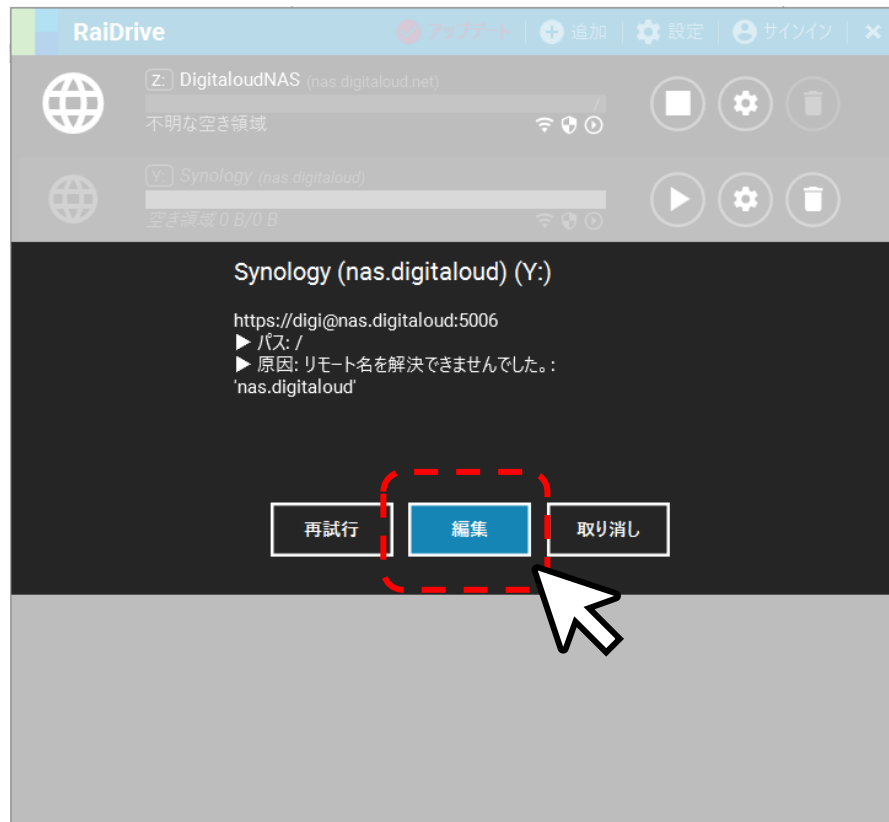 RaiDrive アップデート 追加 設定 サインイン
Z: DigitaloudNAS (nas.digitaloud.net)
/
不明な空き領域
Y: Synology (nas.digitaloud)
空き領域 0 B/0 B
Synology (nas.digitaloud) (Y:)
https://digi@nas.digitaloud:5006
▶ パス: /
▶ 原因: リモート名を解決できませんでした。:
'nas.digitaloud'
再試行 編集 取り消し